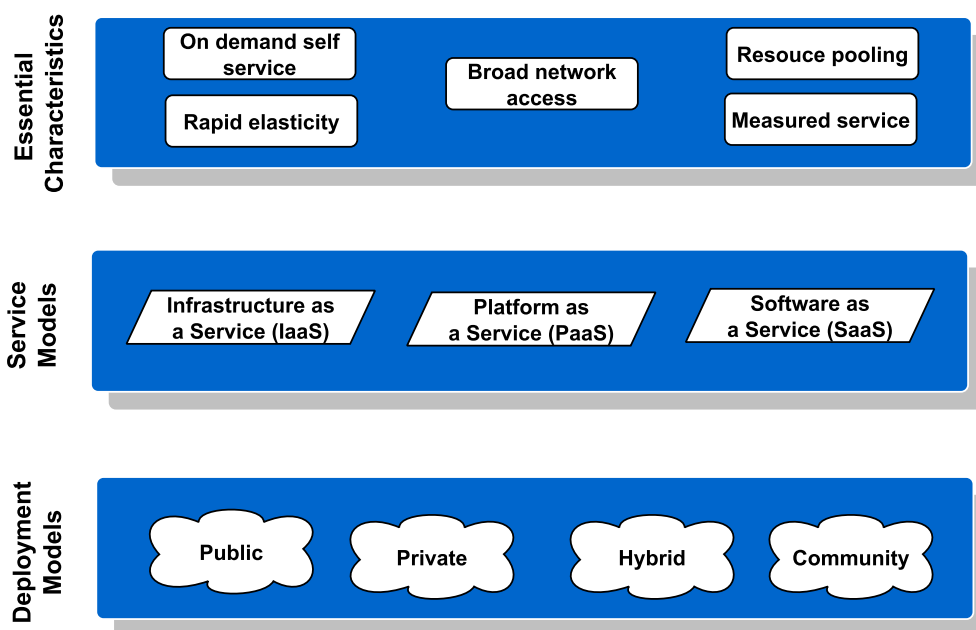 Essential
Characteristics
On demand self
service
Rapid elasticity
Broad network
access
Resouce pooling
Measured service
Service
Models
Infrastructure as
a Service (IaaS)
Platform as
a Service (PaaS)
Software as
a Service (SaaS)
Deployment
Models
Public
Private
Hybrid
Community